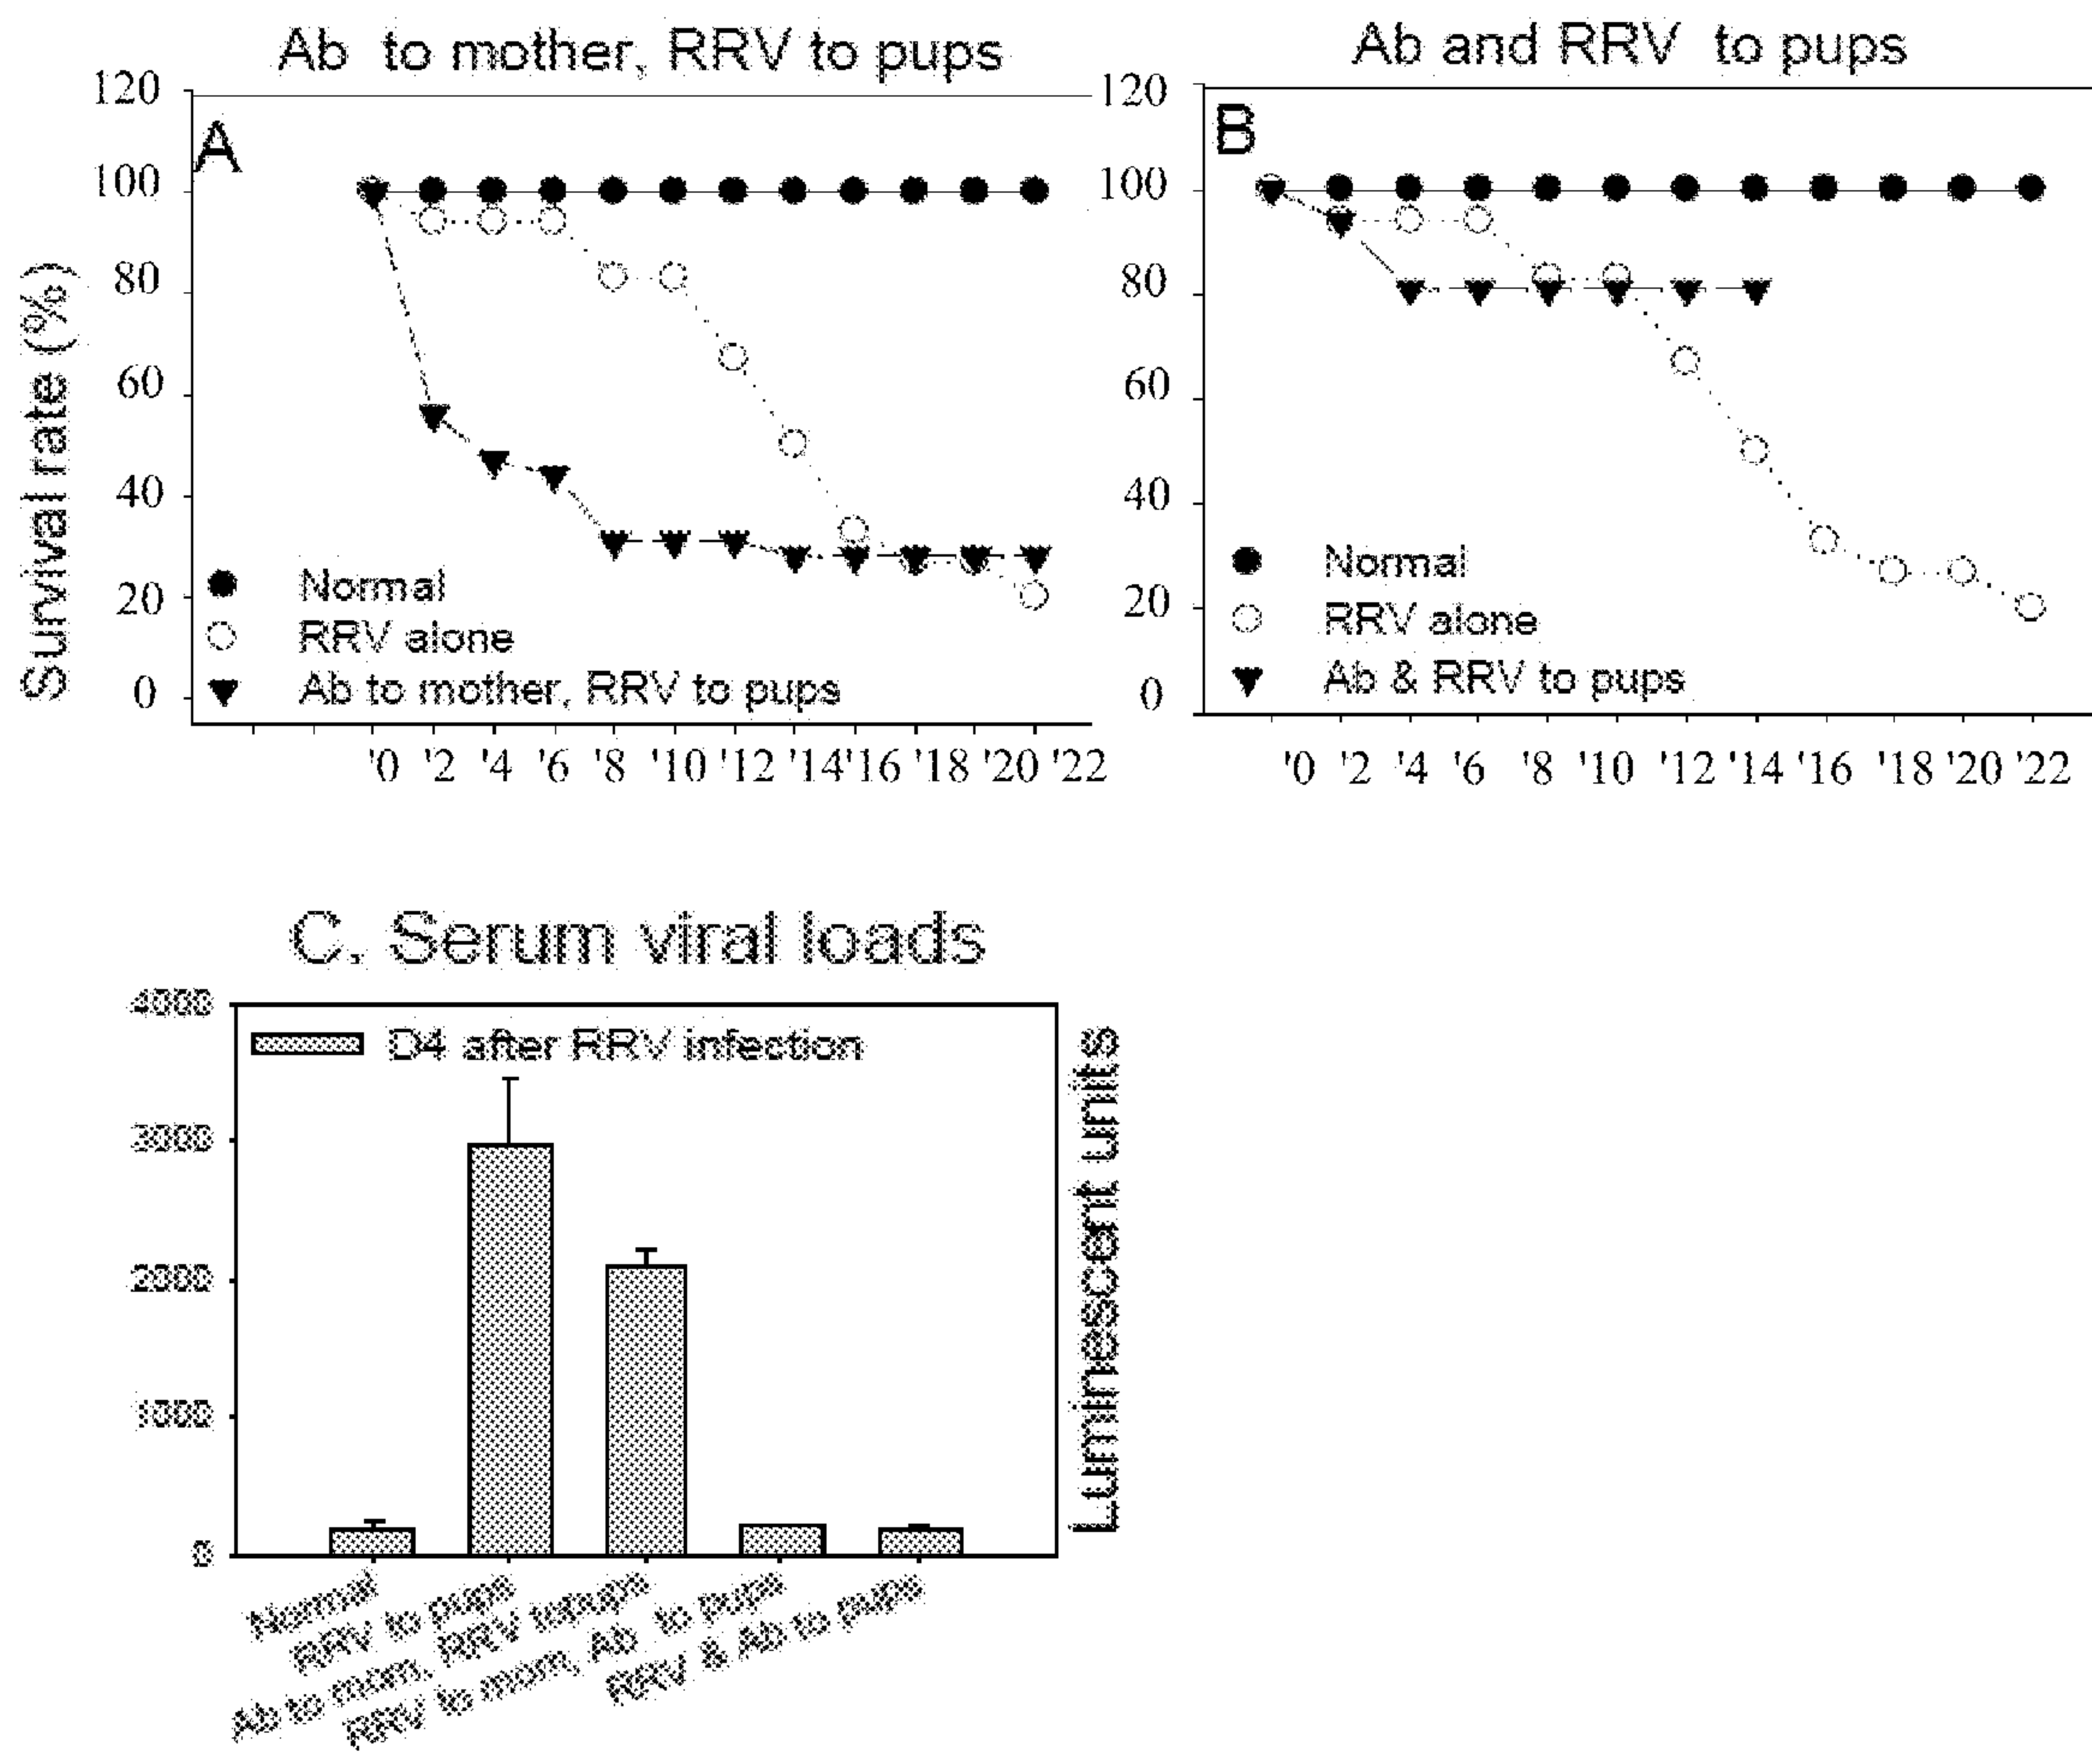 Ab to mother, RRV to pups
120
A
100
80
60
40
20
0
Survival rate (%)
Normal
RRV alone
Ab to mother, RRV to pups
'0 '2 '4 '6 '8 '10 '12 '14 '16 '18 '20 '22
Ab and RRV to pups
120
B
100
80
60
40
20
0
Normal
RRV alone
Ab & RRV to pups
'0 '2 '4 '6 '8 '10 '12 '14 '16 '18 '20 '22
C. Serum viral loads
4000
3000
2000
1000
0
D4 after RRV infection
Luminescent units
Normal
RRV to pups
Ab to mom, RRV topups
RRV to mom, Ab to pups
RRV & Ab to pups